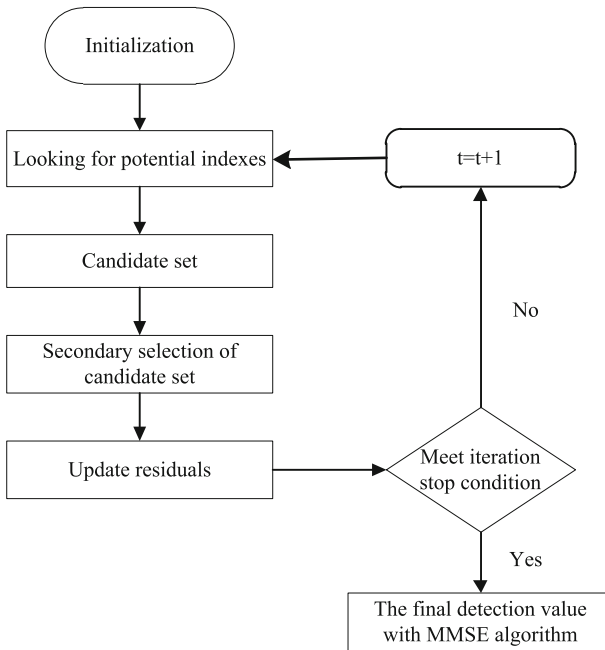 Initialization
Looking for potential indexes
t=t+1
Candidate set
No
Secondary selection of
candidate set
Update residuals
Meet iteration
stop condition
Yes
The final detection value
with MMSE algorithm